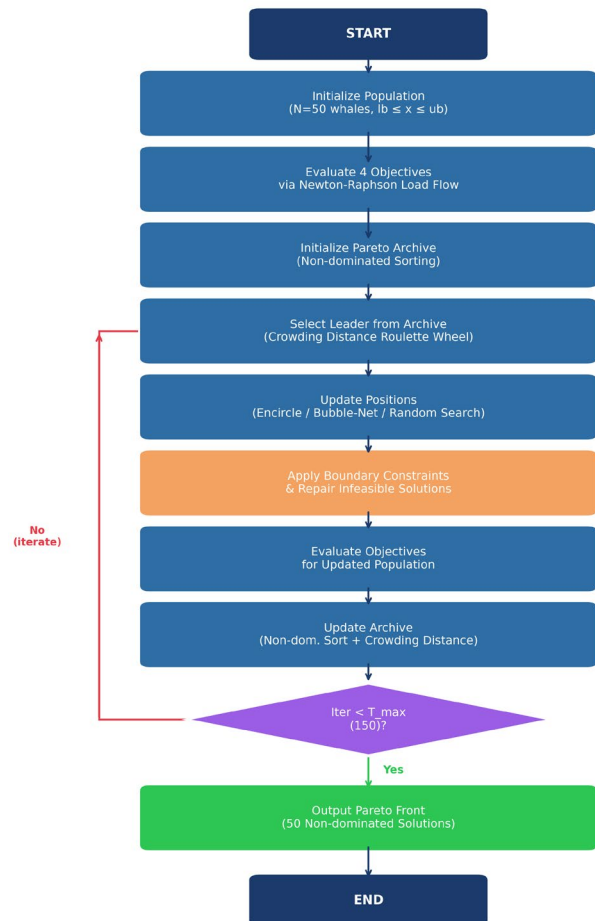 START
Initialize Population
(N=50 whales, lb ≤ x ≤ ub)
Evaluate 4 Objectives
via Newton-Raphson Load Flow
Initialize Pareto Archive
(Non-dominated Sorting)
Select Leader from Archive
(Crowding Distance Roulette Wheel)
Update Positions
(Encircle / Bubble-Net / Random Search)
Apply Boundary Constraints
& Repair Infeasible Solutions
No
(iterate)
Evaluate Objectives
for Updated Population
Update Archive
(Non-dom. Sort + Crowding Distance)
Iter < T_max
(150)?
Yes
Output Pareto Front
(50 Non-dominated Solutions)
END